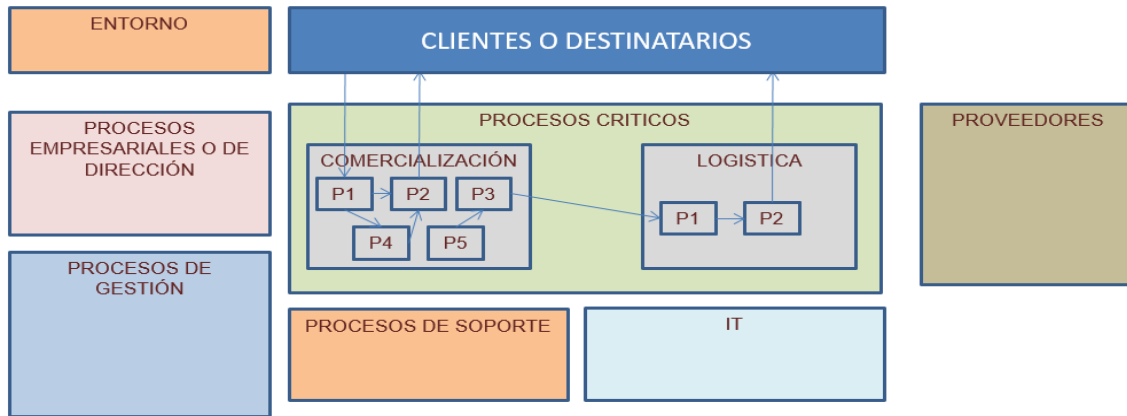 ENTORNO
CLIENTES O DESTINATARIOS
PROCESOS
EMPRESARIALES O DE
DIRECCIÓN
PROCESOS CRITICOS
PROVEEDORES
COMERCIALIZACIÓN
P1
P2
P3
P4
P5
LOGISTICA
P1
P2
PROCESOS DE
GESTIÓN
PROCESOS DE SOPORTE
IT